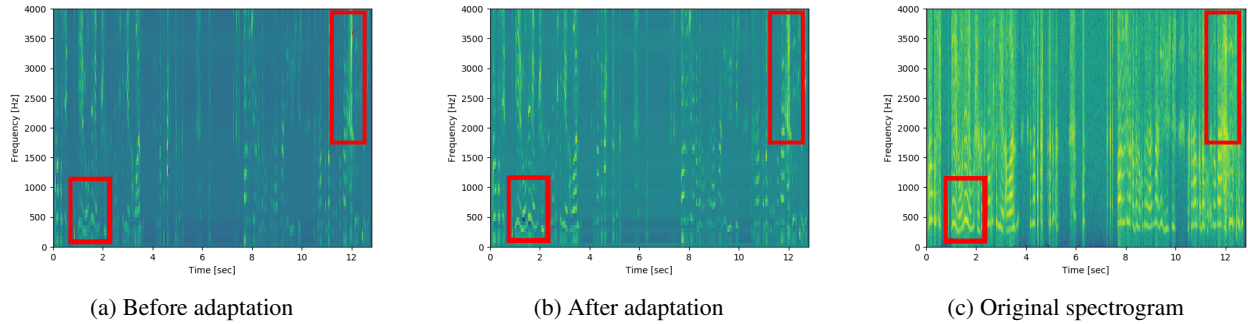 4000
3500
3000
2500
2000
1500
1000
500
0
Frequency [Hz]
0 2 4 6 8 10 12
Time [sec]
(a) Before adaptation
4000
3500
3000
2500
2000
1500
1000
500
0
Frequency [Hz]
0 2 4 6 8 10 12
Time [sec]
(b) After adaptation
4000
3500
3000
2500
2000
1500
1000
500
0
Frequency [Hz]
0 2 4 6 8 10 12
Time [sec]
(c) Original spectrogram